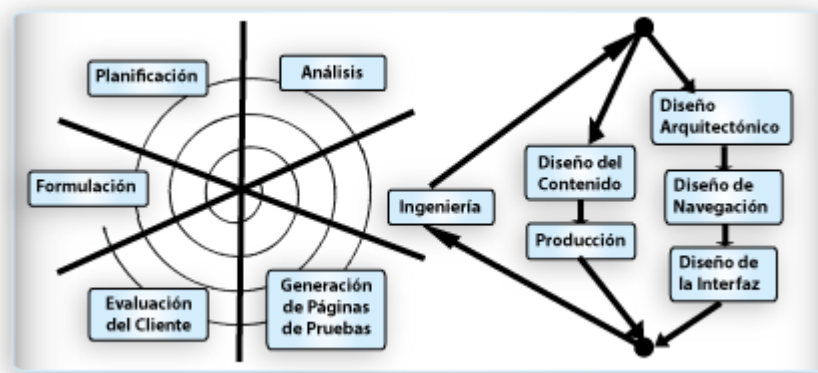 Planificación
Análisis
Formulación
Evaluación
del Cliente
Generación
de Páginas
de Pruebas
Ingeniería
Diseño del
Contenido
Producción
Diseño
Arquitectónico
Diseño de
Navegación
Diseño de
la Interfaz